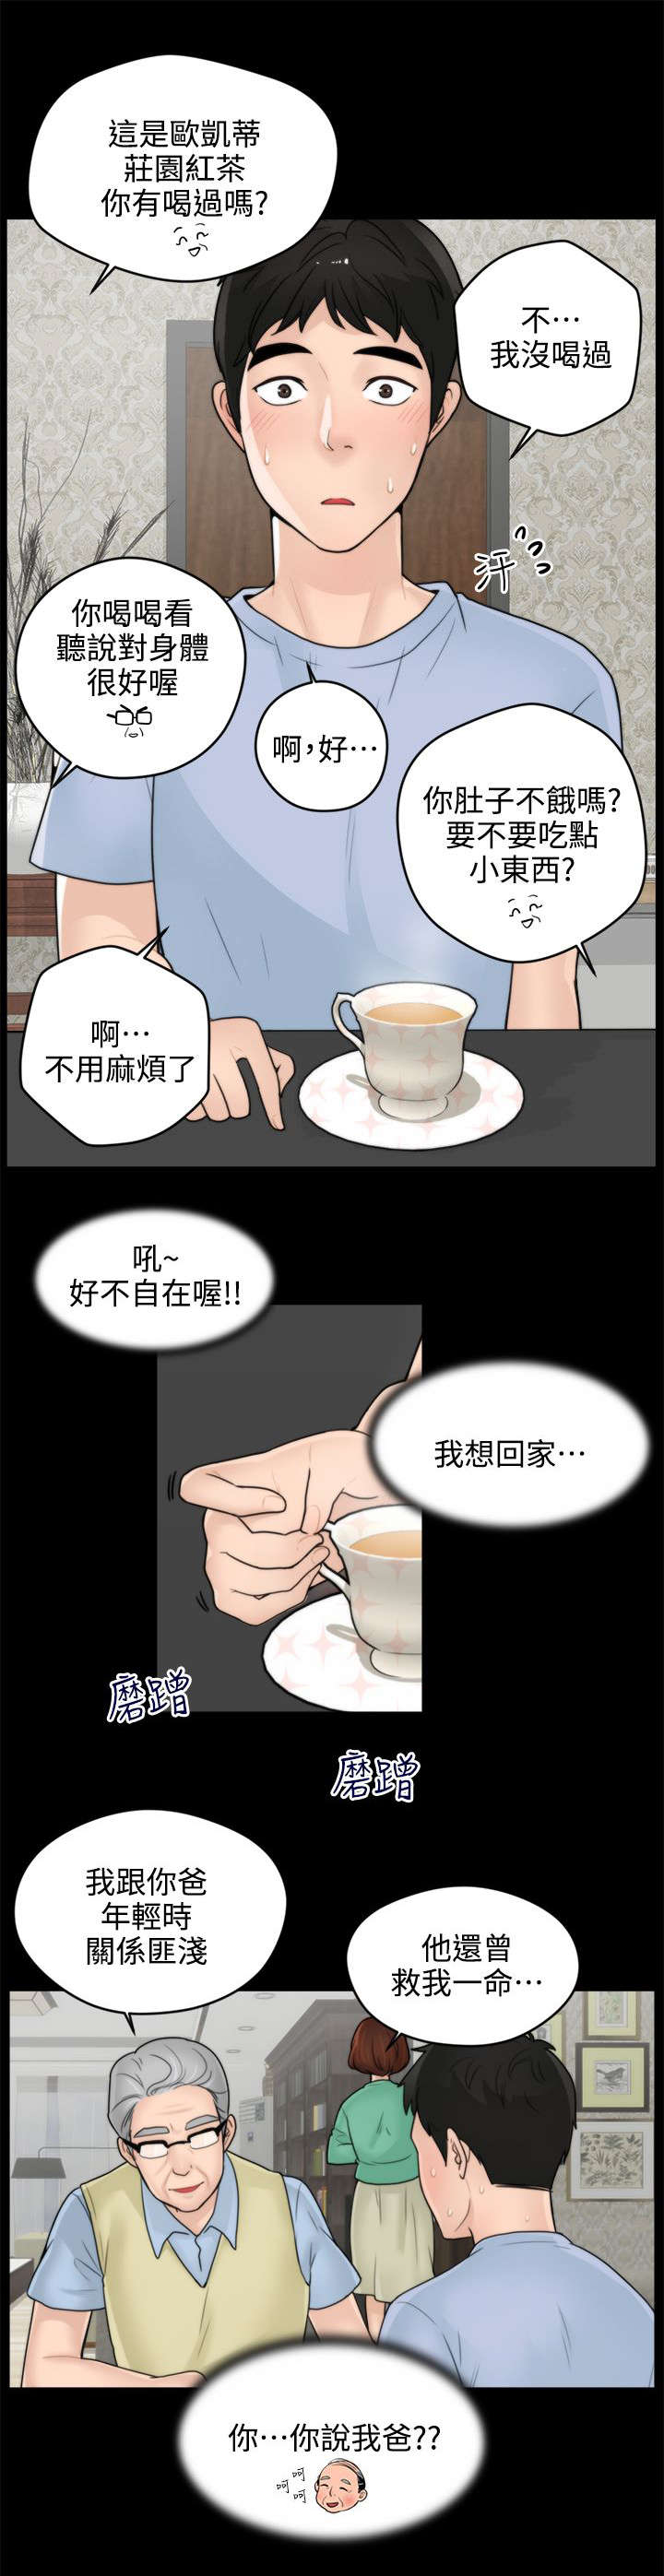 這是歐凱蒂
莊園紅茶
你有喝過嗎?
不⋯
我沒喝過
汗
你喝喝看
聽說對身體
很好喔
啊,好⋯
你肚子不餓嗎?
要不要吃點
小東西?
啊⋯
不用麻煩了
吼~
好不自在喔!!
我想回家⋯
磨蹭
磨蹭
我跟你爸
年輕時
關係匪淺
他還曾
救我一命⋯
你⋯你說我爸??
呵呵
呵